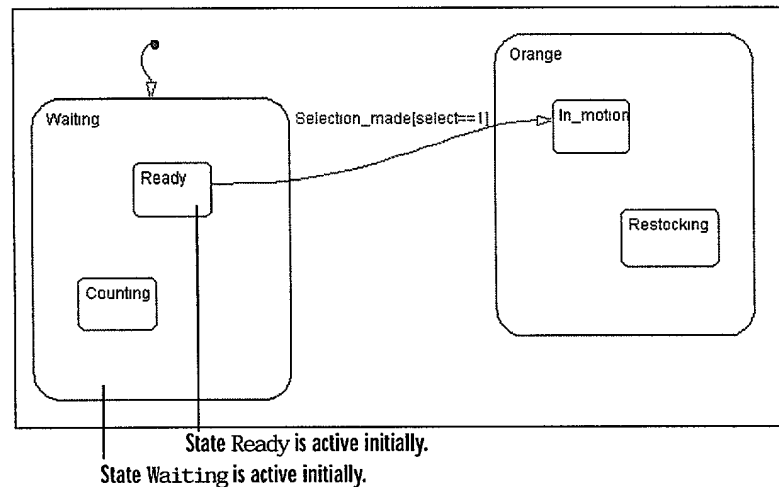 Orange
Waiting
Selection_made[select==1]
In_motion
Ready
Restocking
Counting
State Ready is active initially.
State Waiting is active initially.